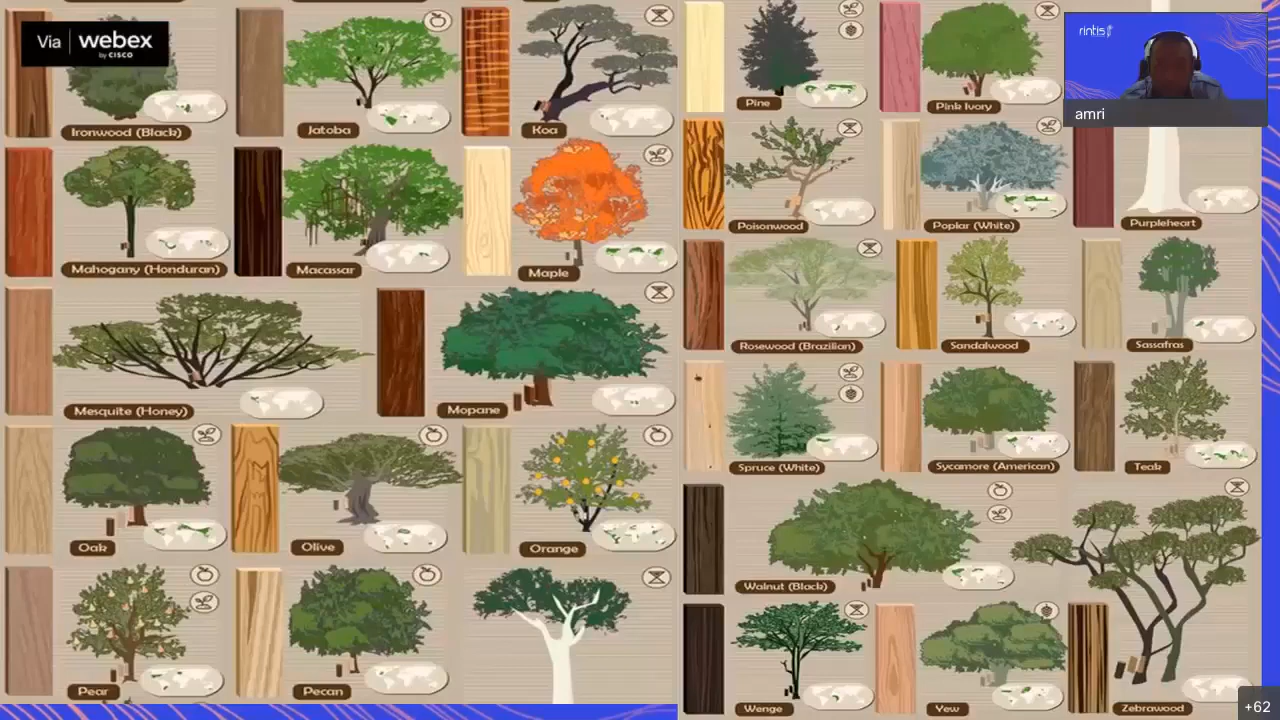 Via webex
by CISCO
Ironwood (Black)
Jatoba
Koa
Mahogany (Honduran)
Macassar
Maple
Mesquite (Honey)
Mopane
Oak
Olive
Orange
Pear
Pecan
Pine
Pink Ivory
rintis
amri
Poisonwood
Poplar (White)
Purpleheart
Rosewood (Brazilian)
Sandalwood
Sassafras
Spruce (White)
Sycamore (American)
Teak
Walnut (Black)
Wenge
Yew
Zebrawood
+62